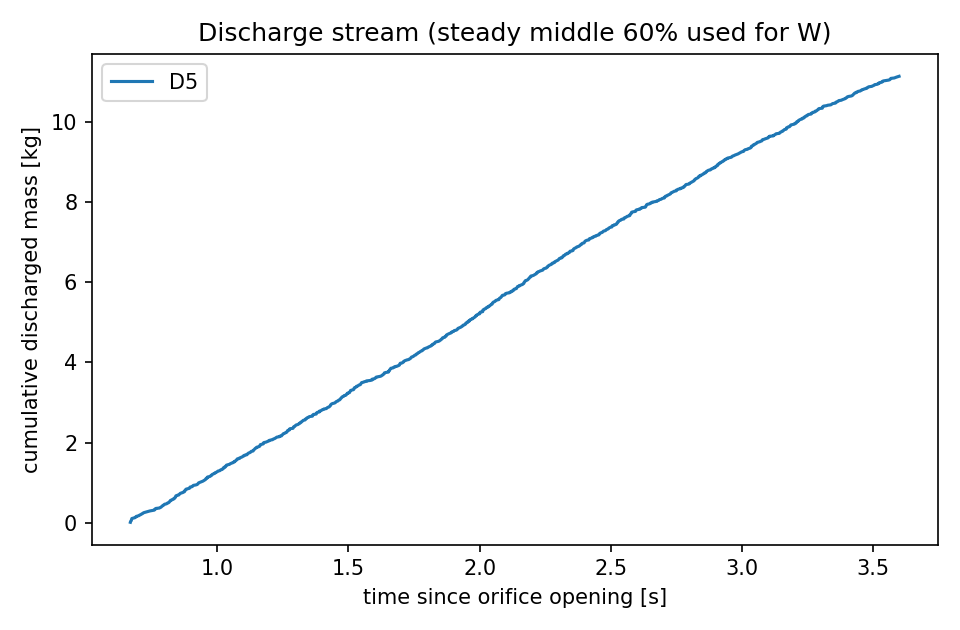 Discharge stream (steady middle 60% used for W)
D5
cumulative discharged mass [kg]
10
8
6
4
2
0
1.0 1.5 2.0 2.5 3.0 3.5
time since orifice opening [s]